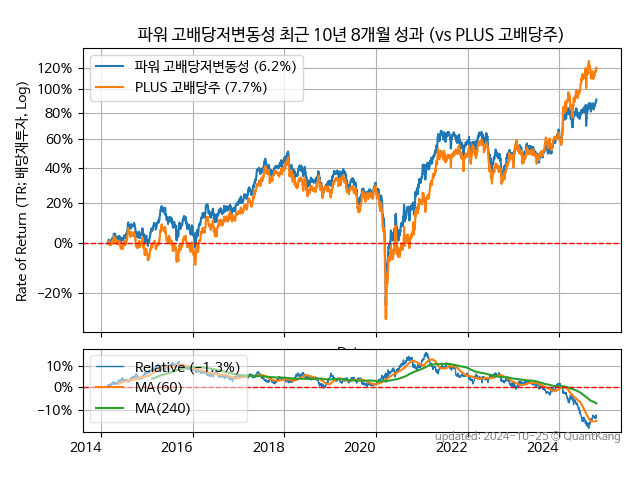 파워 고배당저변동성 최근 10년 8개월 성과 (vs PLUS 고배당주)
Rate of Return (TR: 배당재투자, Log)
120%
100%
80%
60%
40%
20%
0%
−20%
파워 고배당저변동성 (6.2%)
PLUS 고배당주 (7.7%)
10%
0%
−10%
Relative (−1.3%)
MA(60)
MA(240)
2014
2016
2018
2020
2022
2024
updated: 2024-10-25 © QuantKang